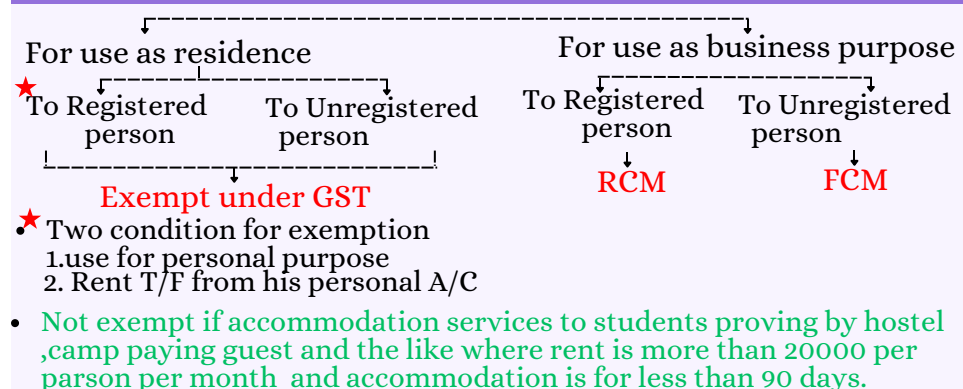 For use as residence
For use as business purpose
To Registered
person
To Unregistered
person
To Registered
person
To Unregistered
person
Exempt under GST
RCM
FCM
Two condition for exemption
1.use for personal purpose
2. Rent T/F from his personal A/C
Not exempt if accommodation services to students proving by hostel
,camp paying guest and the like where rent is more than 20000 per
parson per month and accommodation is for less than 90 days.